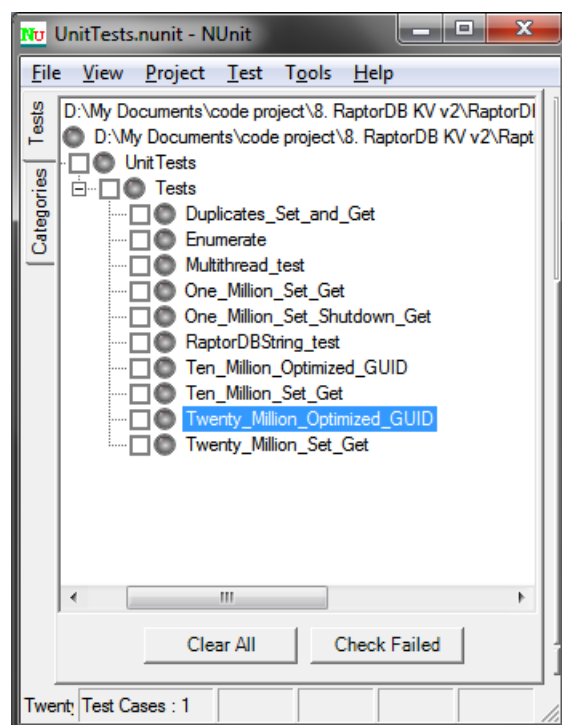 Nu UnitTests.nunit - NUnit
File View Project Test Tools Help
Tests
Categories
D:\My Documents\code project\8. RaptorDB KV v2\RaptorDI
D:\My Documents\code project\8. RaptorDB KV v2\Rapt
UnitTests
Tests
Duplicates_Set_and_Get
Enumerate
Multithread_test
One_Million_Set_Get
One_Million_Set_Shutdown_Get
RaptorDBString_test
Ten_Million_Optimized_GUID
Ten_Million_Set_Get
Twenty_Million_Optimized_GUID
Twenty_Million_Set_Get
Clear All Check Failed
Twenty Test Cases : 1